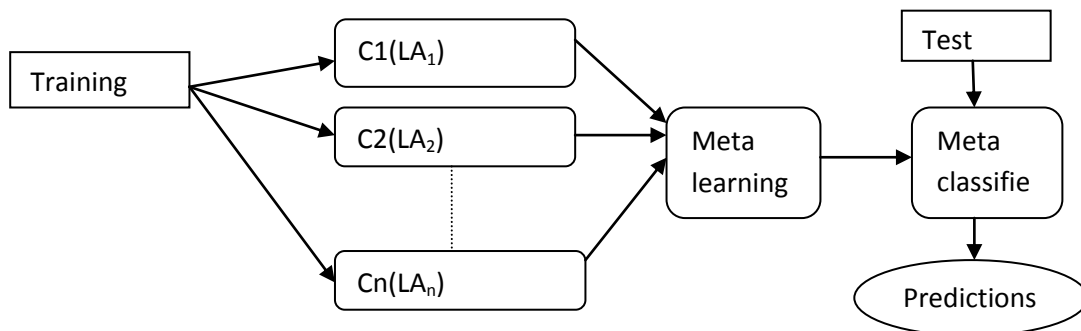 Training
C1(LA₁)
C2(LA₂)
Cn(LAₙ)
Meta
learning
Test
Meta
classifie
Predictions